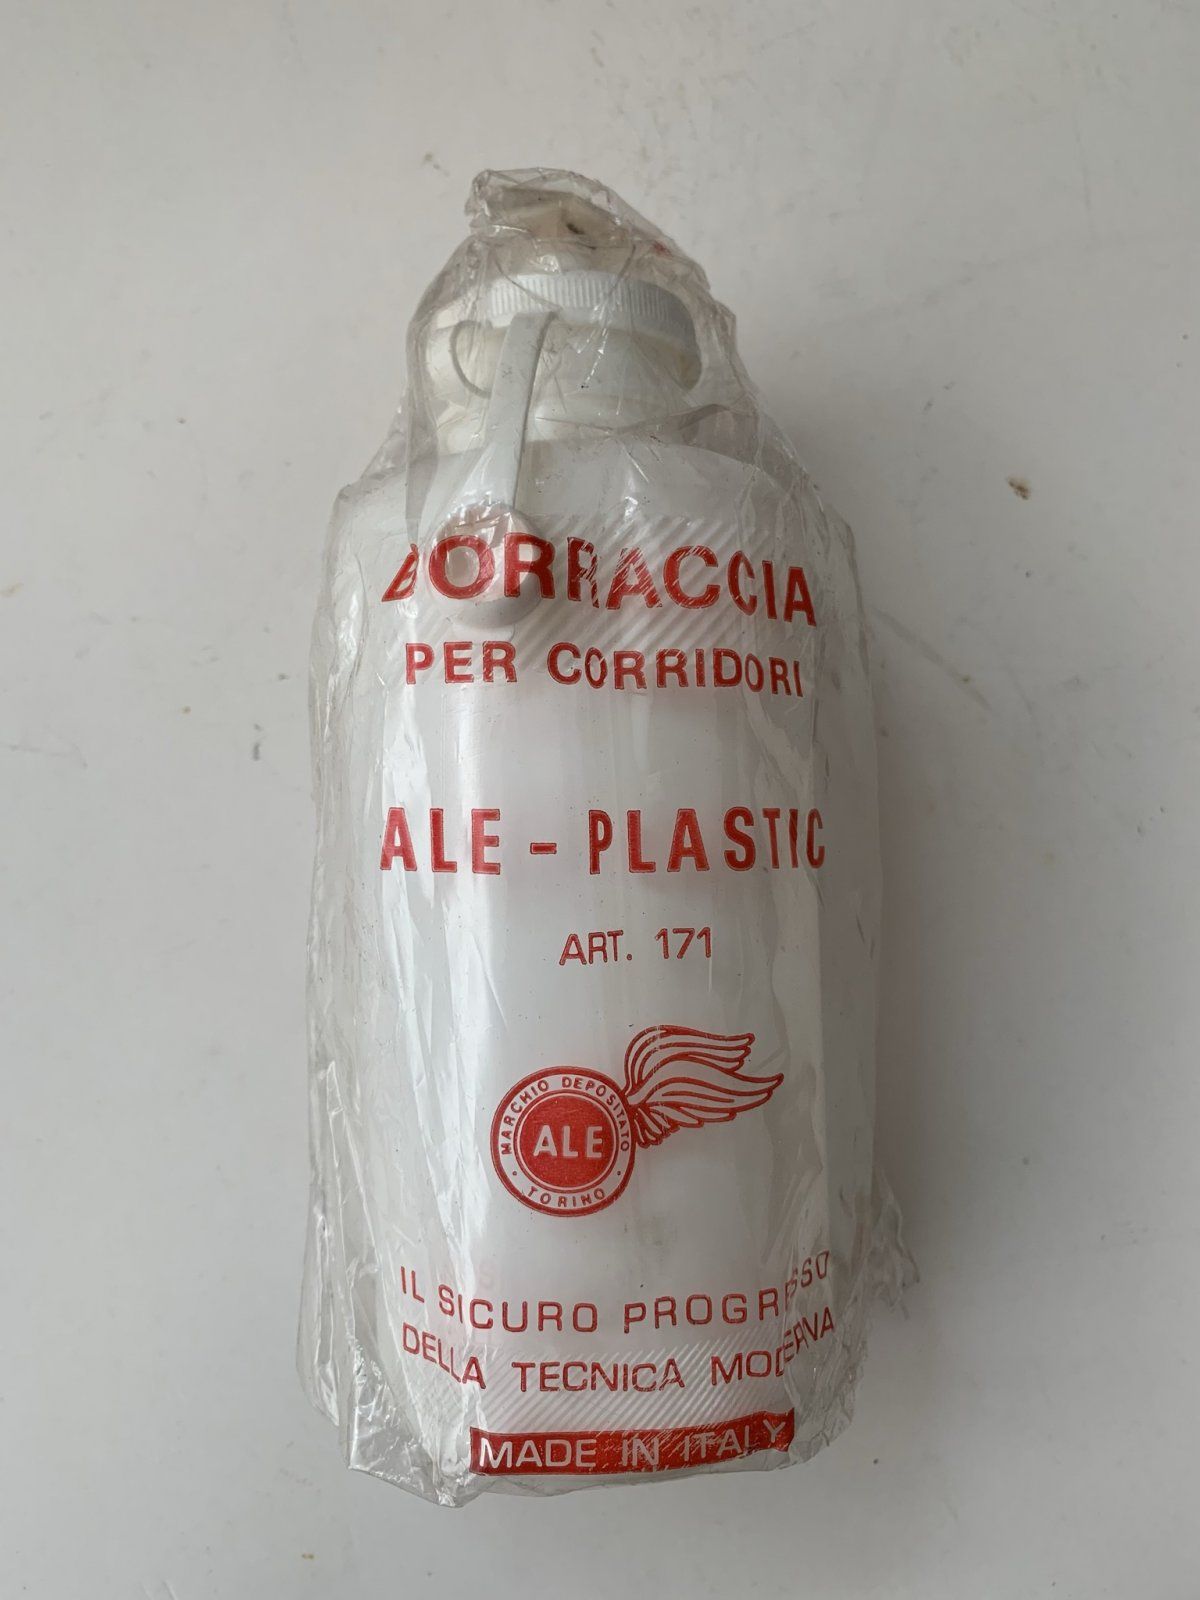 BORRACCIA
PER CORRIDORI
ALE - PLASTIC
ART. 171
MARCHIO DEPOSITATO
ALE
• TORINO •
IL SICURO PROGRESSO
DELLA TECNICA MODERNA
MADE IN ITALY